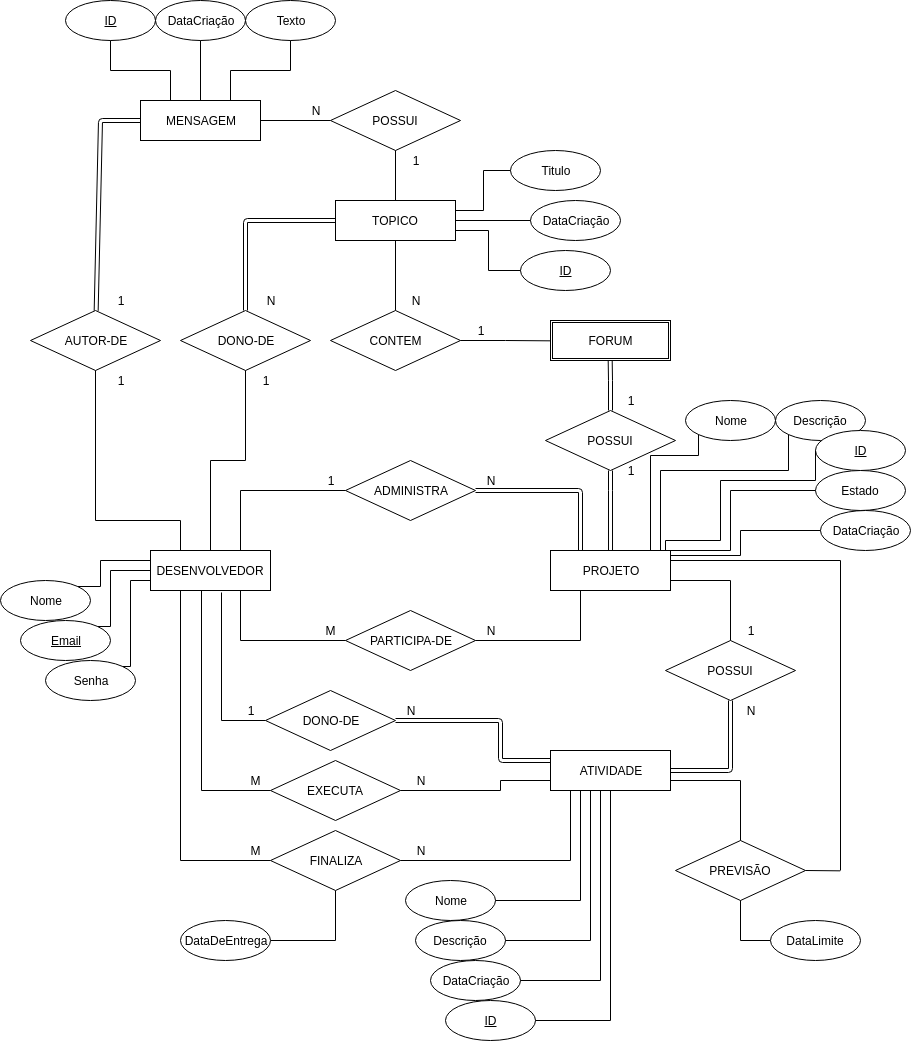 ID
DataCriação
Texto
MENSAGEM
N
POSSUI
1
Titulo
TOPICO
DataCriação
ID
1
N
N
1
AUTOR-DE
DONO-DE
CONTEM
FORUM
1
1
1
Nome
Descrição
POSSUI
ID
1
1
N
ADMINISTRA
Estado
DataCriação
DESENVOLVEDOR
PROJETO
Nome
Email
M
N
1
PARTICIPA-DE
POSSUI
Senha
1
N
N
DONO-DE
ATIVIDADE
M
N
EXECUTA
M
N
FINALIZA
PREVISÃO
Nome
DataDeEntrega
Descrição
DataLimite
DataCriação
ID